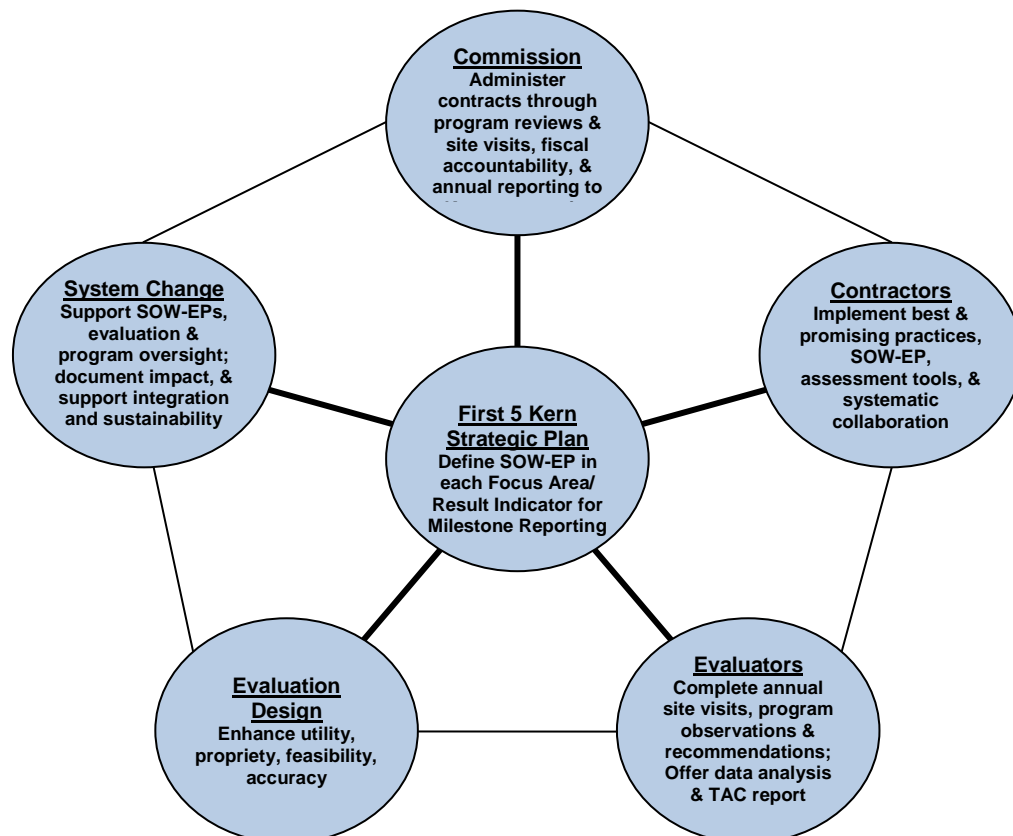 Commission
Administer
contracts through
program reviews &
site visits, fiscal
accountability, &
annual reporting to
System Change
Support SOW-EPs,
evaluation &
program oversight;
document impact, &
support integration
and sustainability
Contractors
Implement best &
promising practices,
SOW-EP,
assessment tools, &
systematic
collaboration
First 5 Kern
Strategic Plan
Define SOW-EP in
each Focus Area/
Result Indicator for
Milestone Reporting
Evaluation
Design
Enhance utility,
propriety, feasibility,
accuracy
Evaluators
Complete annual
site visits, program
observations &
recommendations;
Offer data analysis
& TAC report